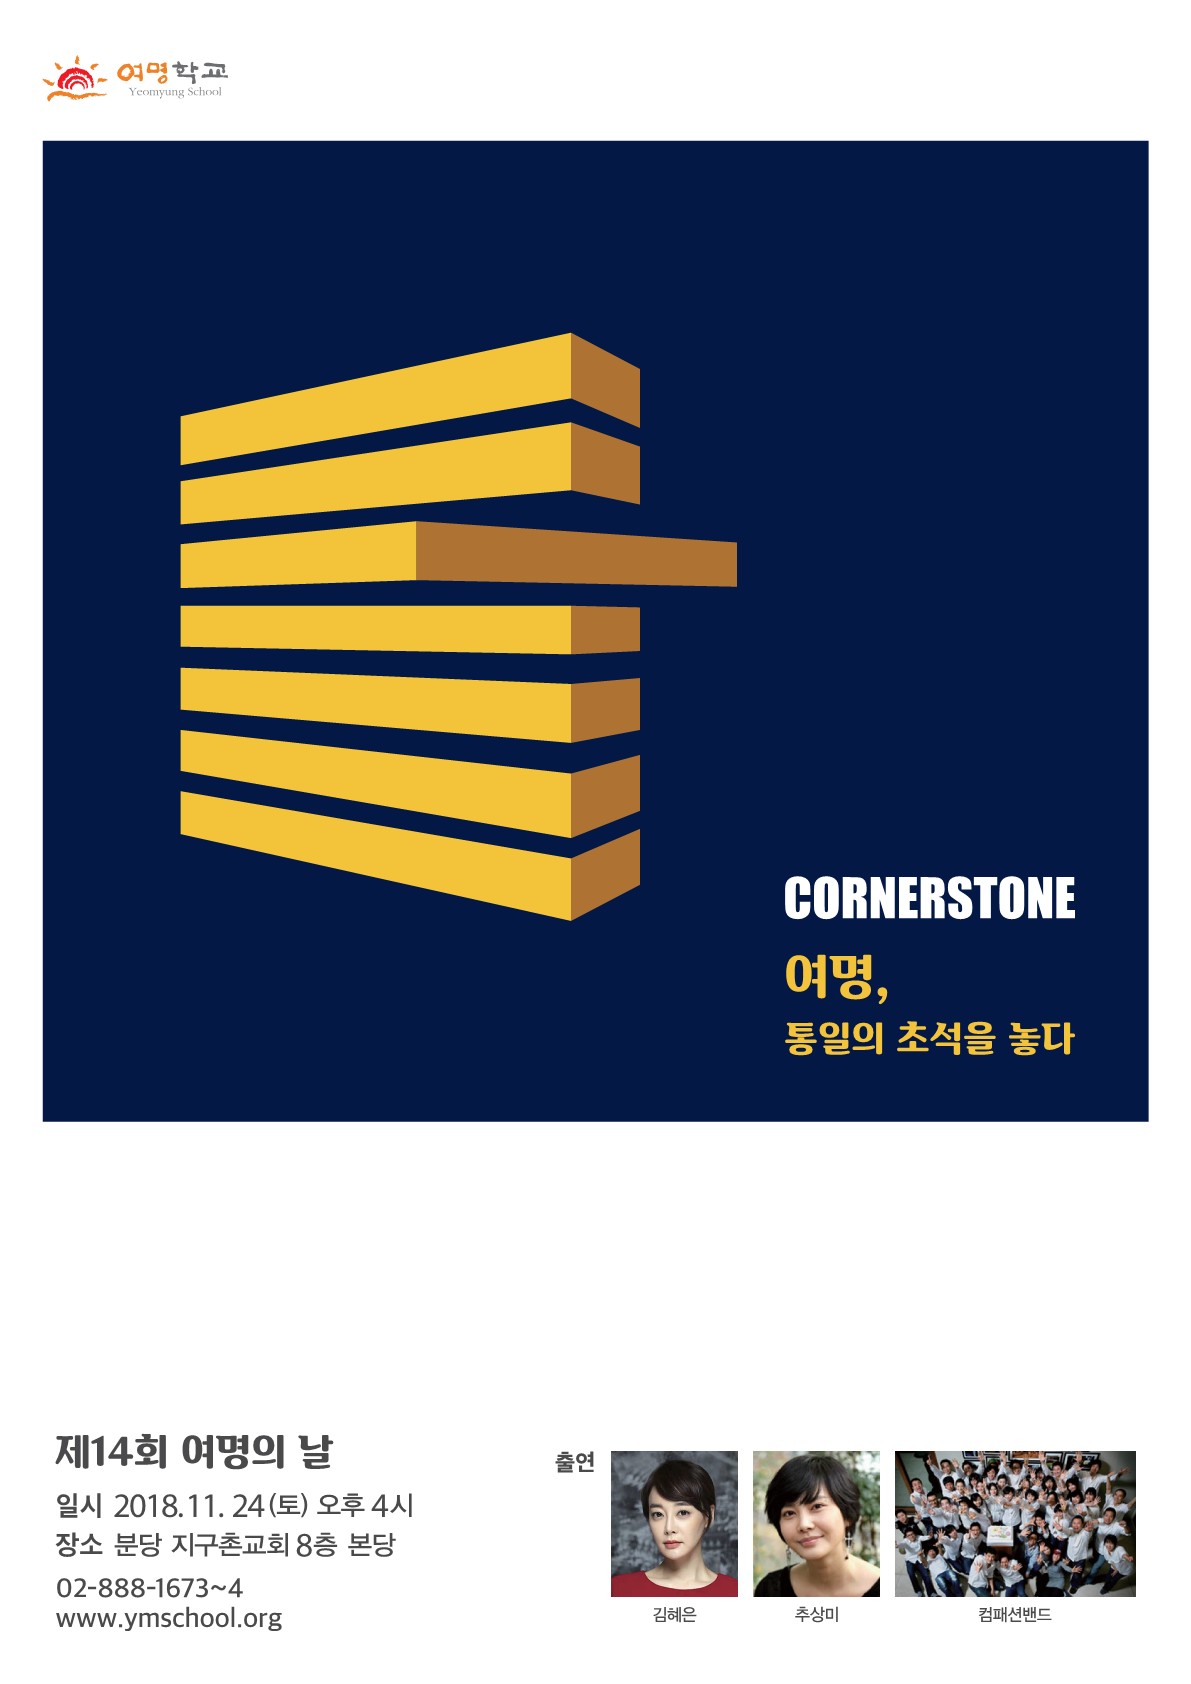 여명학교
Yeomyung School
CORNERSTONE
여명,
통일의 초석을 놓다
제14회 여명의 날
일시 2018.11. 24(토) 오후 4시
장소 분당 지구촌교회 8층 본당
02-888-1673~4
www.ymschool.org
출연
김혜은
추상미
컴패션밴드